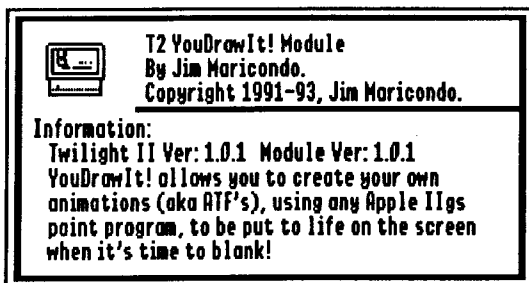 T2 YouDrawIt! Module
By Jim Maricondo.
Copyright 1991-93, Jim Maricondo.
Information:
Twilight II Ver: 1.0.1 Module Ver: 1.0.1
YouDrawIt! allows you to create your own
animations (aka ATF's), using any Apple IIgs
paint program, to be put to life on the screen
when it's time to blank!